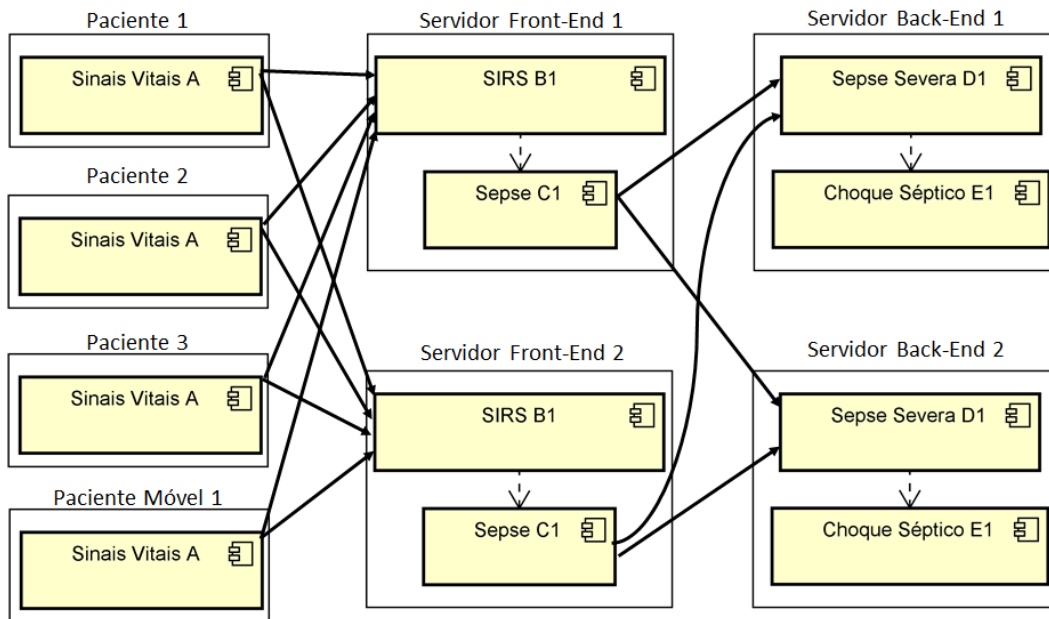 Paciente 1
Sinais Vitais A
Paciente 2
Sinais Vitais A
Paciente 3
Sinais Vitais A
Paciente Móvel 1
Sinais Vitais A
Servidor Front-End 1
SIRS B1
Sepse C1
Servidor Front-End 2
SIRS B1
Sepse C1
Servidor Back-End 1
Sepse Severa D1
Choque Séptico E1
Servidor Back-End 2
Sepse Severa D1
Choque Séptico E1